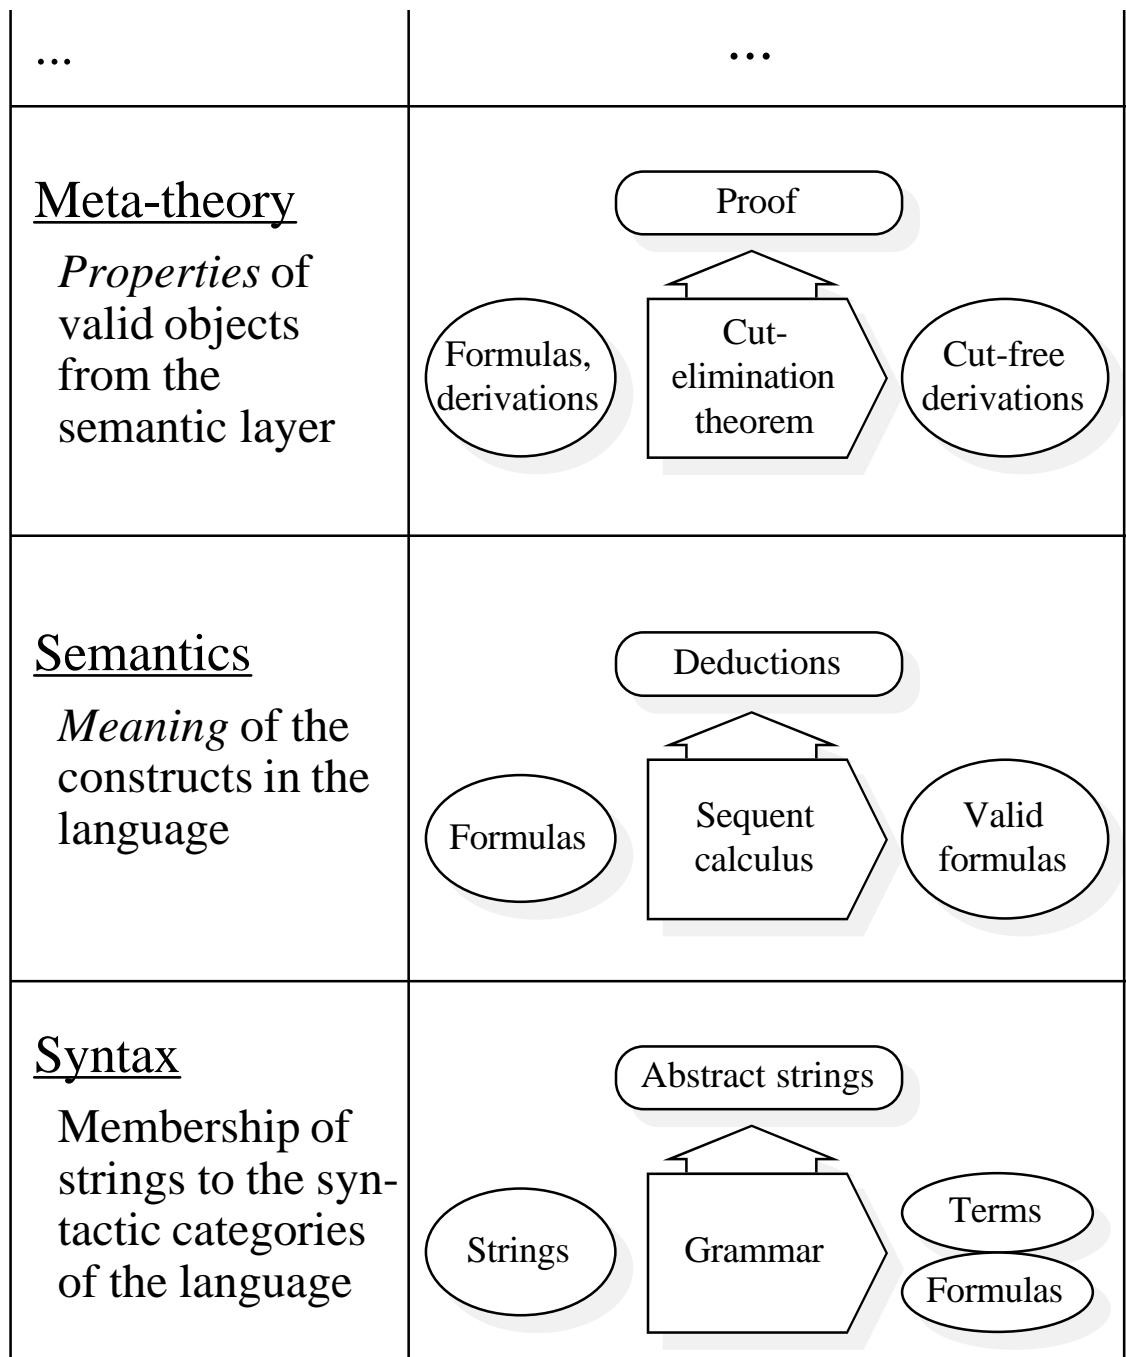 ...
...
Meta-theory
Properties of
valid objects
from the
semantic layer
Proof
Formulas,
derivations
Cut-
elimination
theorem
Cut-free
derivations
Semantics
Meaning of the
constructs in the
language
Deductions
Formulas
Sequent
calculus
Valid
formulas
Syntax
Membership of
strings to the syn-
tactic categories
of the language
Abstract strings
Strings
Grammar
Terms
Formulas